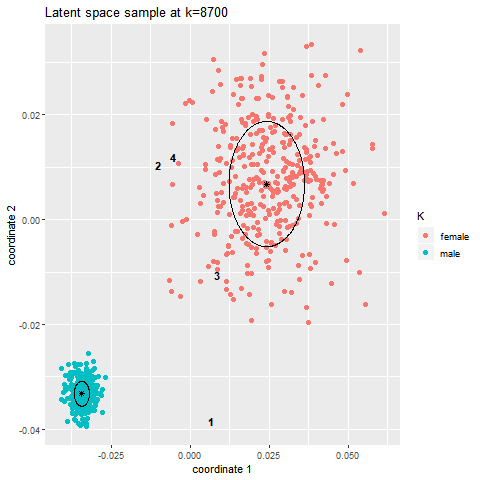 Latent space sample at k=8700
coordinate 2
0.02
0.00
-0.02
-0.04
2
4
3
1
-0.025
0.000
0.025
0.050
coordinate 1
K
female
male